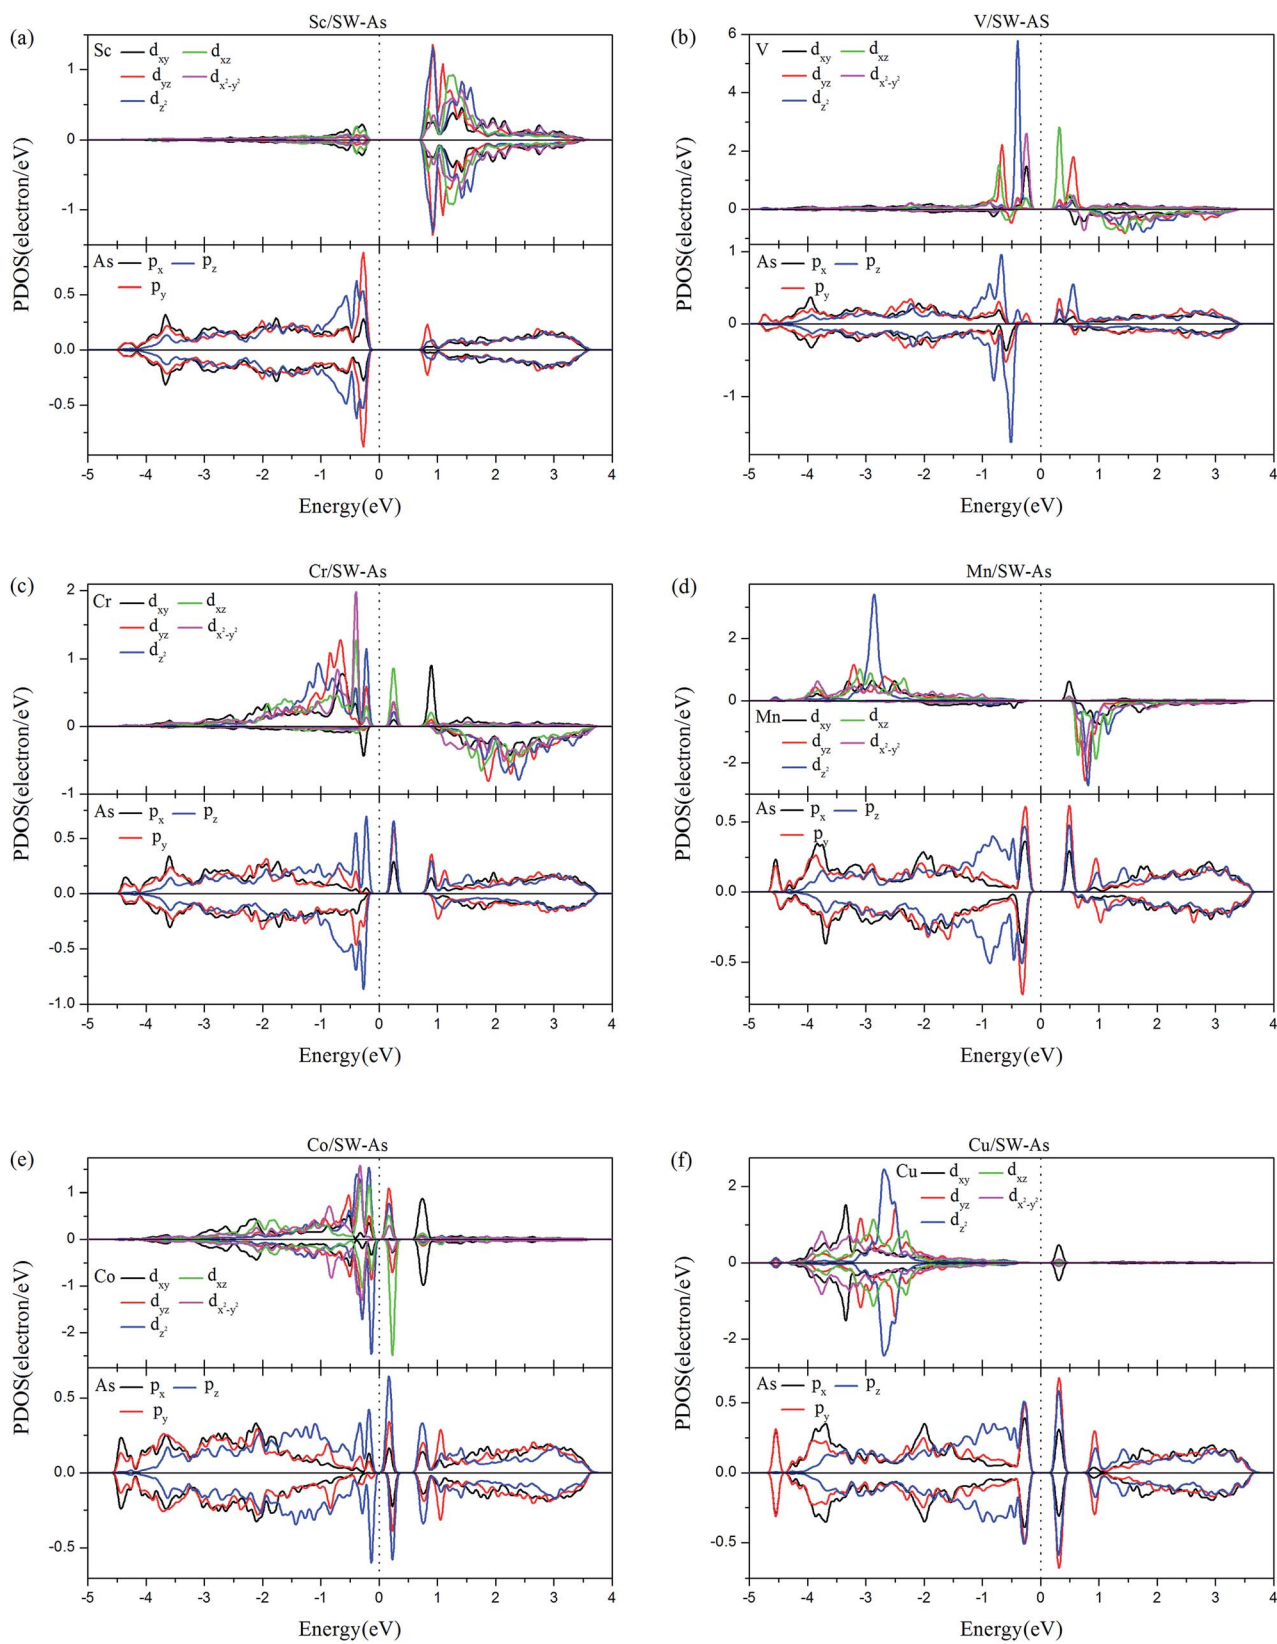 (a) Sc/SW-As
Sc d_xy d_xz
d_yz d_x²-y²
d_z²
1
0
-1
As p_x p_z
p_y
0.5
0.0
-0.5
PDOS(electron/eV)
-5 -4 -3 -2 -1 0 1 2 3 4
Energy(eV)
(b) V/SW-AS
V d_xy d_xz
d_yz d_x²-y²
d_z²
6
4
2
0
As p_x p_z
p_y
1
0
-1
PDOS(electron/eV)
-5 -4 -3 -2 -1 0 1 2 3 4
Energy(eV)
(c) Cr/SW-As
Cr d_xy d_xz
d_yz d_x²-y²
d_z²
2
1
0
-1
As p_x p_z
p_y
0.5
0.0
-0.5
-1.0
PDOS(electron/eV)
-5 -4 -3 -2 -1 0 1 2 3 4
Energy(eV)
(d) Mn/SW-As
2
0
-2
Mn d_xy d_xz
d_yz d_x²-y²
d_z²
As p_x p_z
p_y
0.5
0.0
-0.5
PDOS(electron/eV)
-5 -4 -3 -2 -1 0 1 2 3 4
Energy(eV)
(e) Co/SW-As
1
0
-1
-2
Co d_xy d_xz
d_yz d_x²-y²
d_z²
As p_x p_z
p_y
0.5
0.0
-0.5
PDOS(electron/eV)
-5 -4 -3 -2 -1 0 1 2 3 4
Energy(eV)
(f) Cu/SW-As
Cu d_xy d_xz
d_yz d_x²-y²
d_z²
2
0
-2
As p_x p_z
p_y
0.5
0.0
-0.5
PDOS(electron/eV)
-5 -4 -3 -2 -1 0 1 2 3 4
Energy(eV)